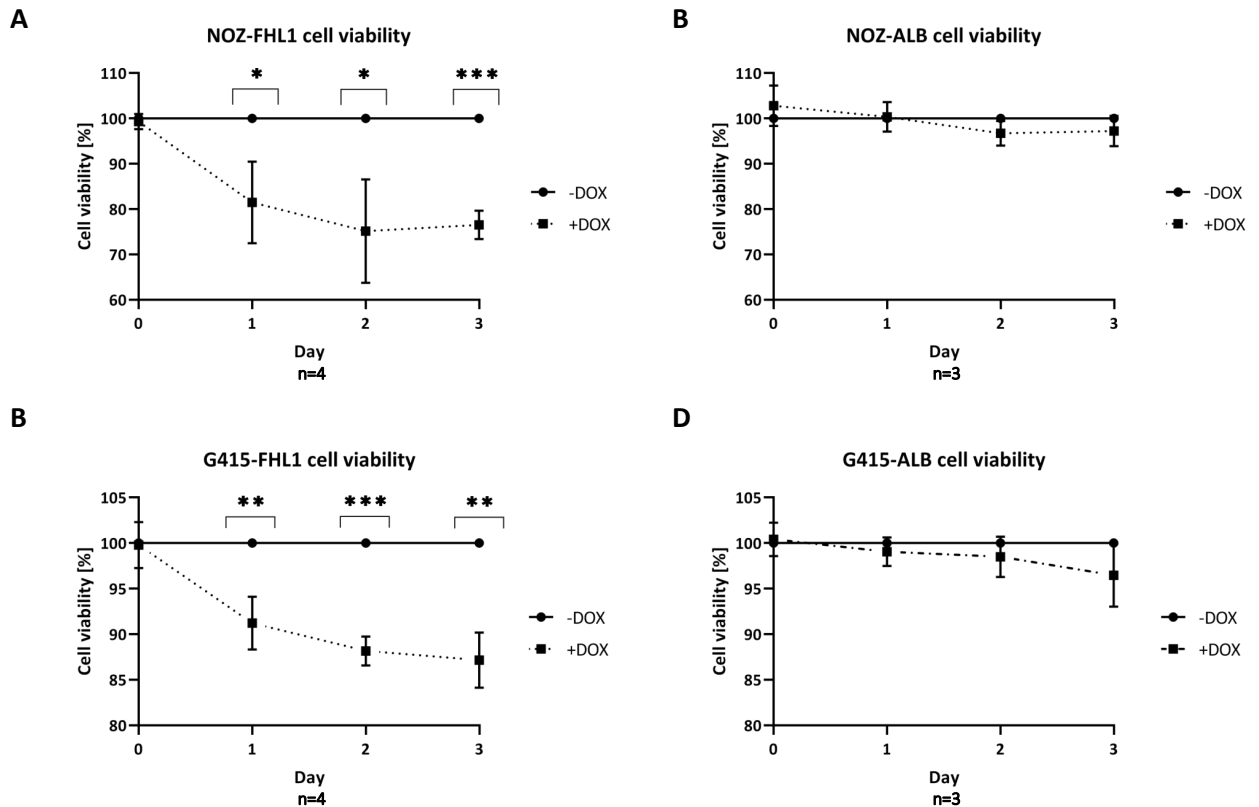 A
NOZ-FHL1 cell viability
* * ***
Cell viability [%]
110
100
90
80
70
60
0 1 2 3
Day
n=4
-DOX
+DOX
B
NOZ-ALB cell viability
Cell viability [%]
110
100
90
80
70
60
0 1 2 3
Day
n=3
-DOX
+DOX
B
G415-FHL1 cell viability
** *** **
Cell viability [%]
105
100
95
90
85
80
0 1 2 3
Day
n=4
-DOX
+DOX
D
G415-ALB cell viability
Cell viability [%]
105
100
95
90
85
80
0 1 2 3
Day
n=3
-DOX
+DOX